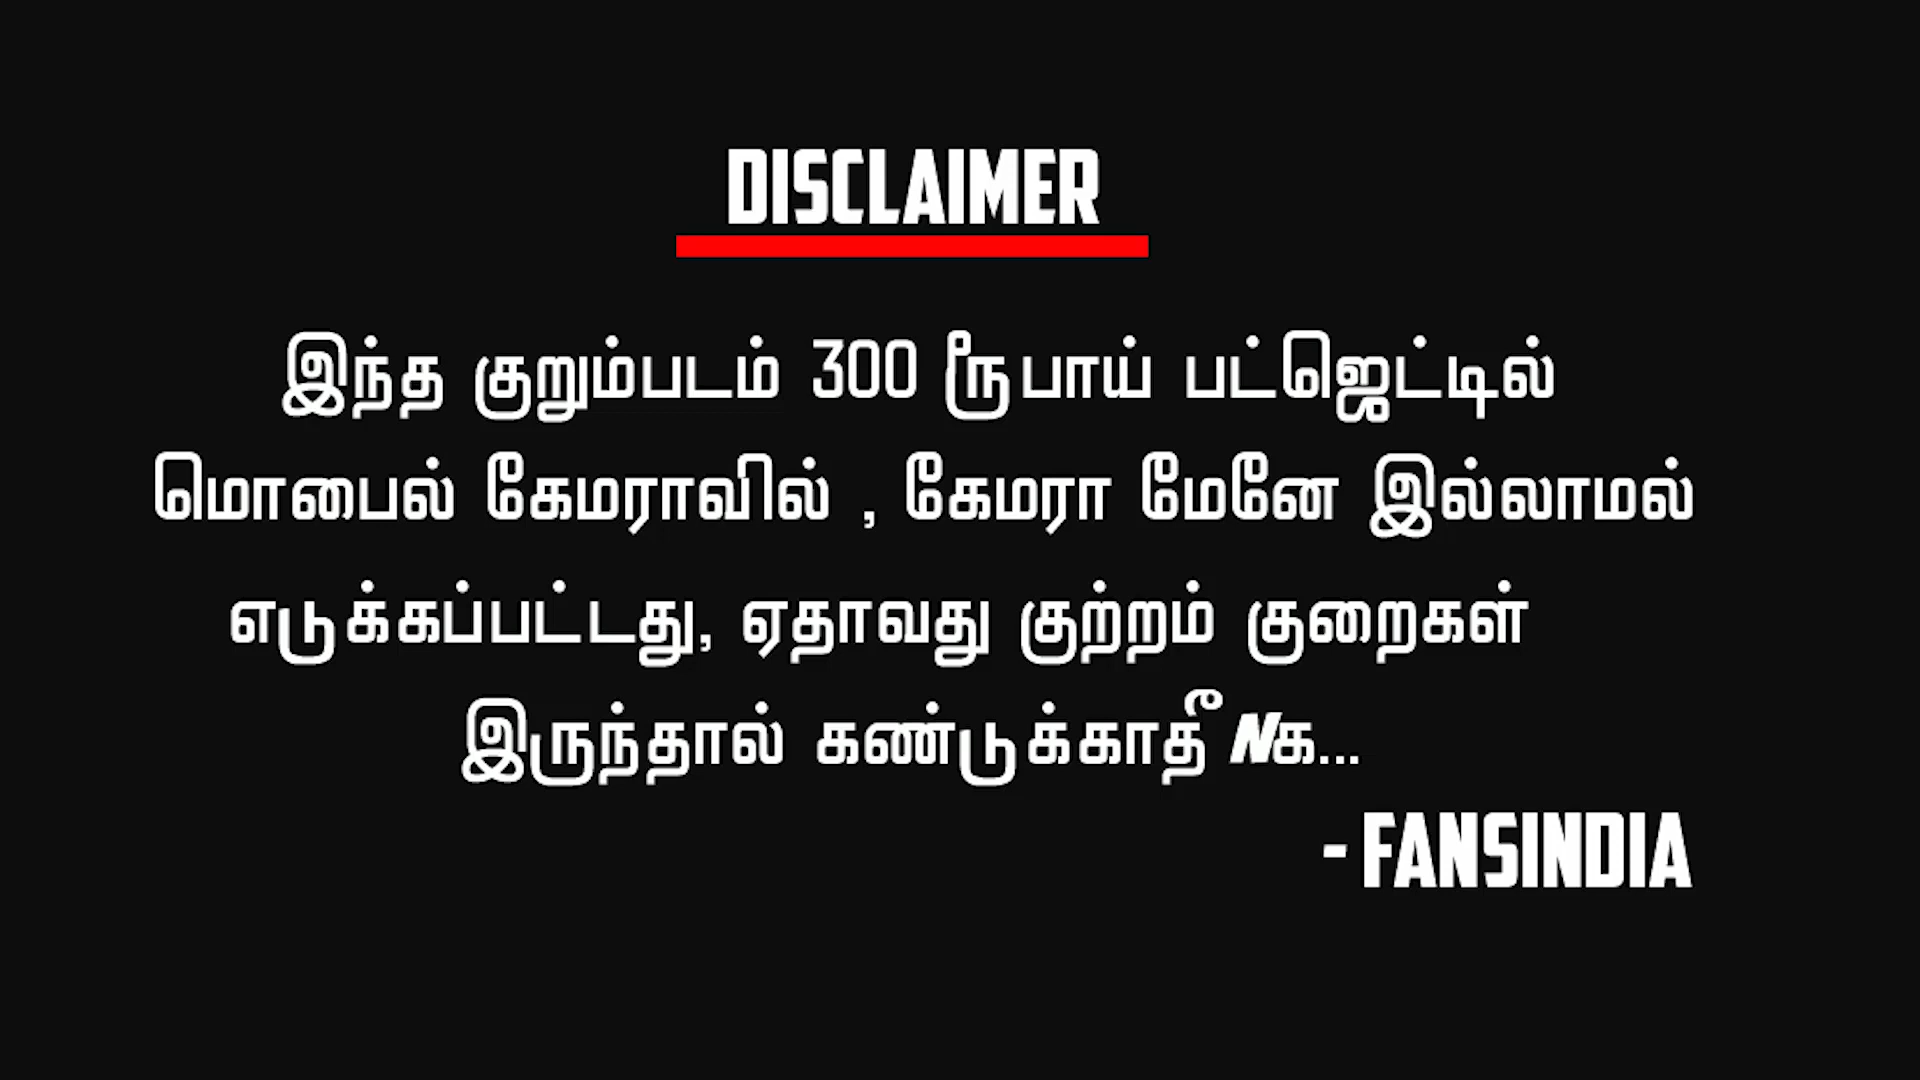 DISCLAIMER
இந்த குறும்படம் 300 ரூபாய் பட்ஜெட்டில்
மொபைல் கேமராவில் , கேமரா மேனே இல்லாமல்
எடுக்கப்பட்டது, ஏதாவது குற்றம் குறைகள்
இருந்தால் கண்டுக்காதீNக...
- FANSINDIA